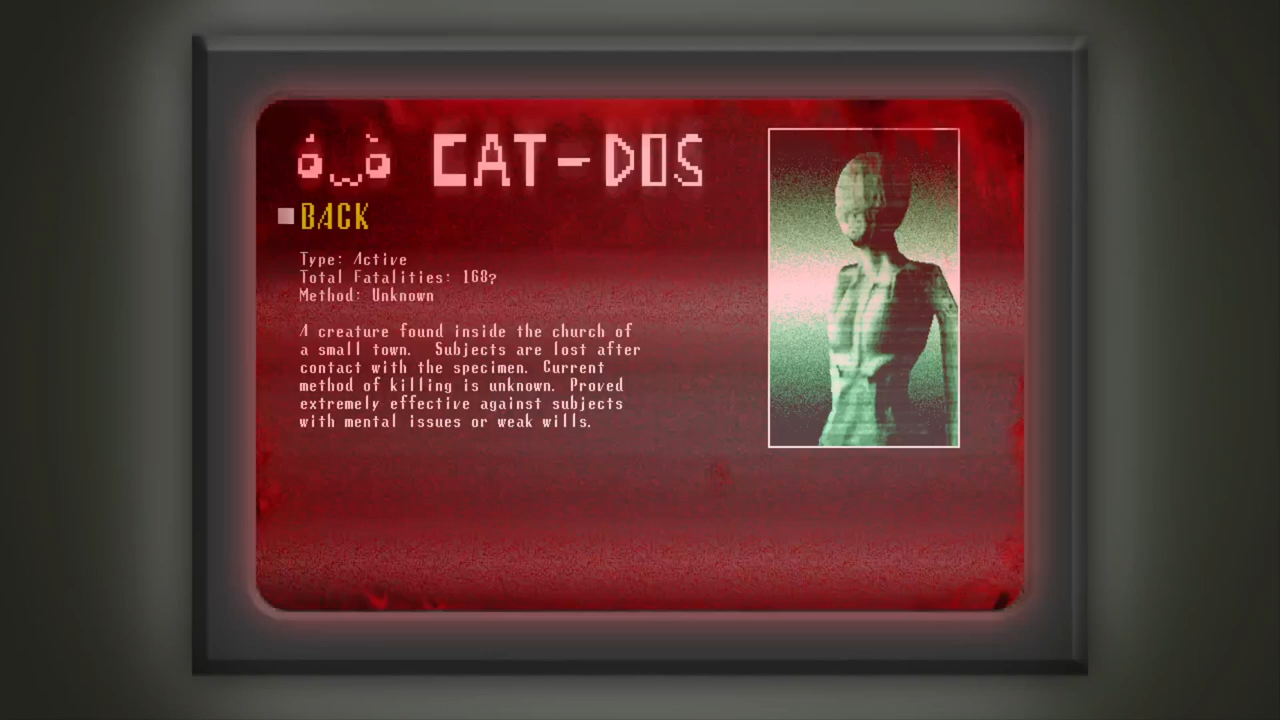 CAT-DOS
BACK
Type: Active
Total Fatalities: 168?
Method: Unknown
A creature found inside the church of
a small town. Subjects are lost after
contact with the specimen. Current
method of killing is unknown. Proved
extremely effective against subjects
with mental issues or weak wills.